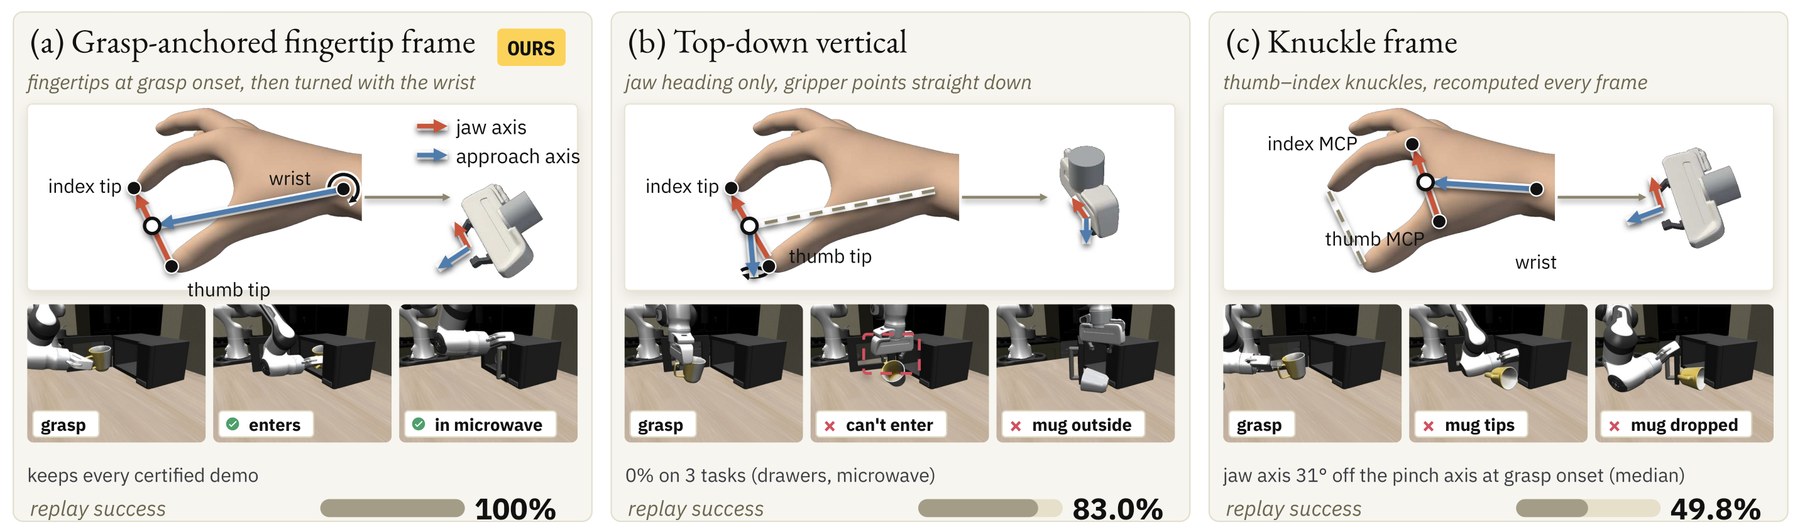 (a) Grasp-anchored fingertip frame OURS
fingertips at grasp onset, then turned with the wrist
jaw axis
approach axis
index tip
wrist
thumb tip
grasp
enters
in microwave
keeps every certified demo
replay success 100%
(b) Top-down vertical
jaw heading only, gripper points straight down
index tip
thumb tip
grasp
can't enter
mug outside
0% on 3 tasks (drawers, microwave)
replay success 83.0%
(c) Knuckle frame
thumb–index knuckles, recomputed every frame
index MCP
thumb MCP
wrist
grasp
mug tips
mug dropped
jaw axis 31° off the pinch axis at grasp onset (median)
replay success 49.8%